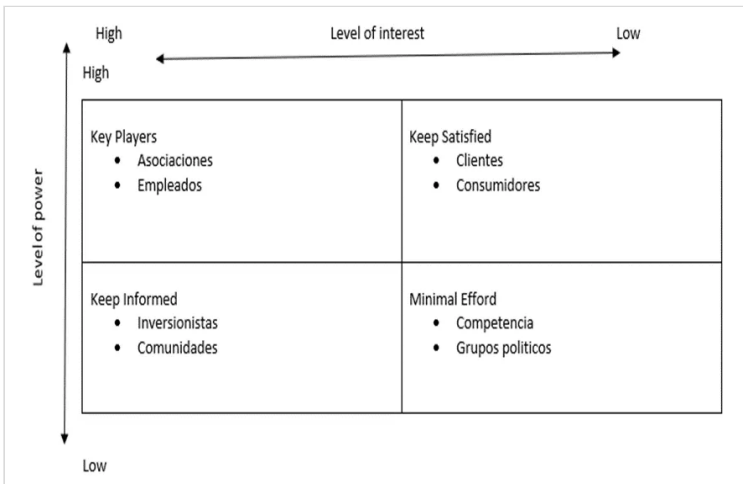 High Level of interest Low
High
Level of power
Key Players
• Asociaciones
• Empleados
Keep Satisfied
• Clientes
• Consumidores
Keep Informed
• Inversionistas
• Comunidades
Minimal Efford
• Competencia
• Grupos politicos
Low